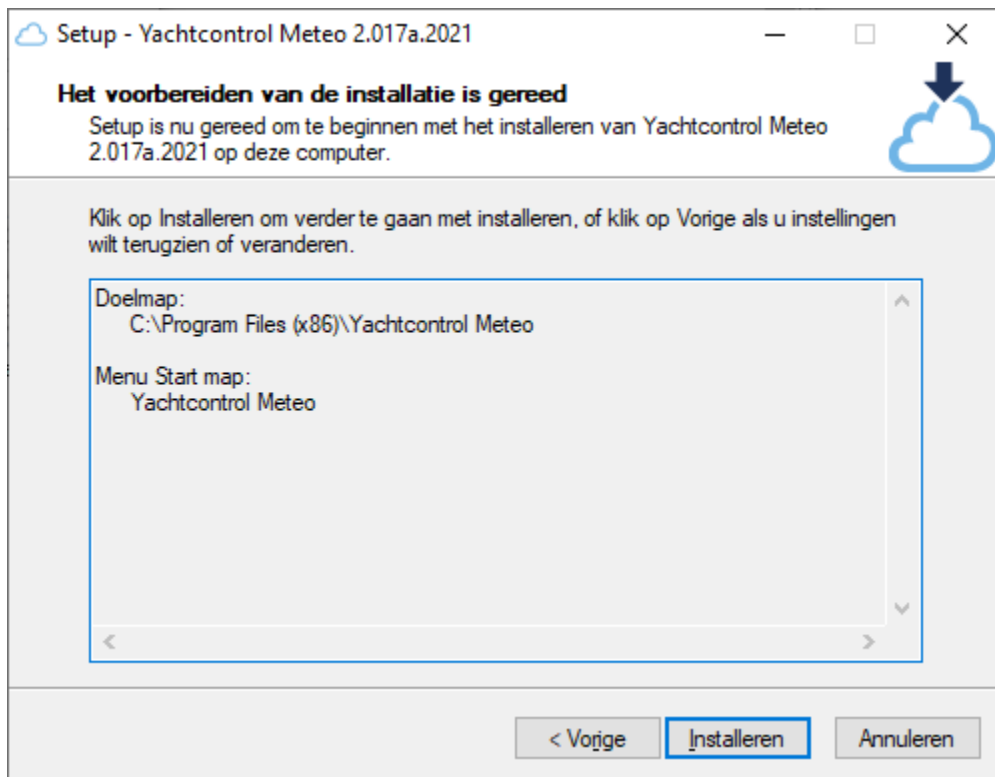 Setup - Yachtcontrol Meteo 2.017a.2021
Het voorbereiden van de installatie is gereed
Setup is nu gereed om te beginnen met het installeren van Yachtcontrol Meteo
2.017a.2021 op deze computer.
Klik op Installeren om verder te gaan met installeren, of klik op Vorige als u instellingen
wilt terugzien of veranderen.
Doelmap:
C:\Program Files (x86)\Yachtcontrol Meteo
Menu Start map:
Yachtcontrol Meteo
< Vorige
Installeren
Annuleren